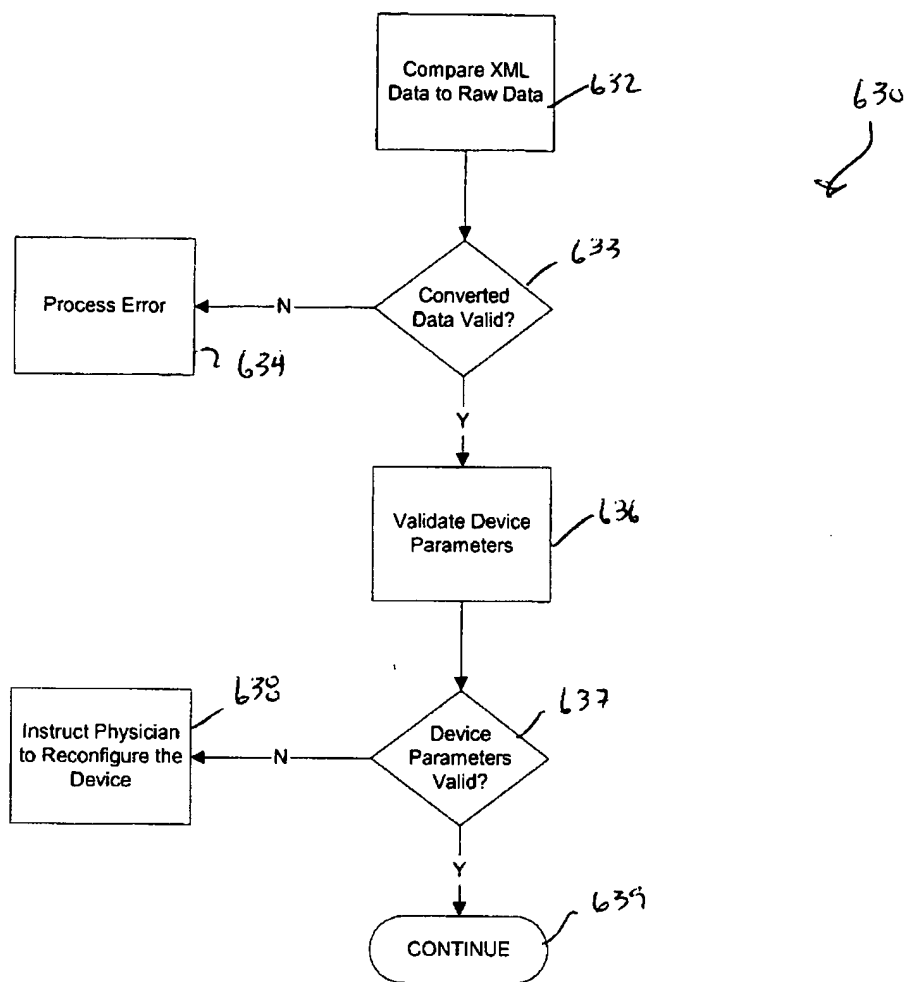 Compare XML
Data to Raw Data
632
630
633
Converted
Data Valid?
N
Process Error
634
Y
636
Validate Device
Parameters
638
637
Instruct Physician
to Reconfigure the
Device
N
Device
Parameters
Valid?
Y
639
CONTINUE